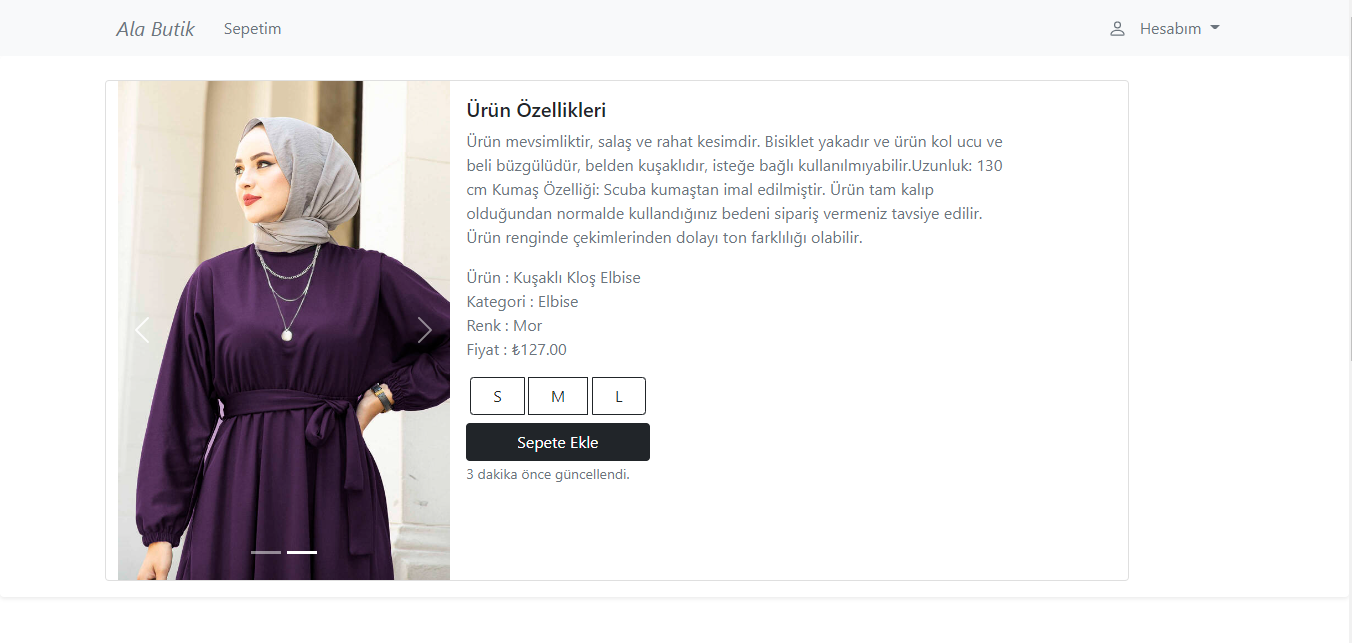 Ala Butik
Sepetim
Hesabım
Ürün Özellikleri
Ürün mevsimliktir, salaş ve rahat kesimdir. Bisiklet yakadır ve ürün kol ucu ve
beli büzgülüdür, belden kuşaklıdır, isteğe bağlı kullanılmıyabilir.Uzunluk: 130
cm Kumaş Özelliği: Scuba kumaştan imal edilmiştir. Ürün tam kalıp
olduğundan normalde kullandığınız bedeni sipariş vermeniz tavsiye edilir.
Ürün renginde çekimlerinden dolayı ton farklılığı olabilir.
Ürün : Kuşaklı Kloş Elbise
Kategori : Elbise
Renk : Mor
Fiyat : ₺127.00
S M L
Sepete Ekle
3 dakika önce güncellendi.